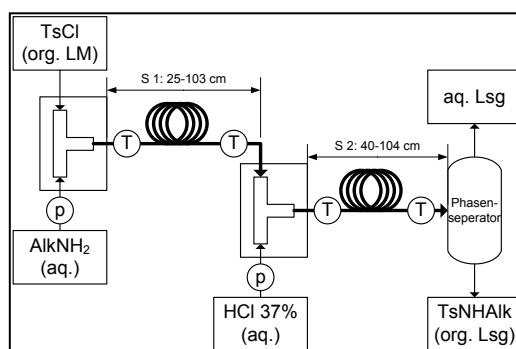 TsCl
(org. LM)
S 1: 25-103 cm
T
T
p
AlkNH₂
(aq.)
S 2: 40-104 cm
T
T
p
HCl 37%
(aq.)
aq. Lsg
Phasen-
seperator
TsNHAlk
(org. Lsg)